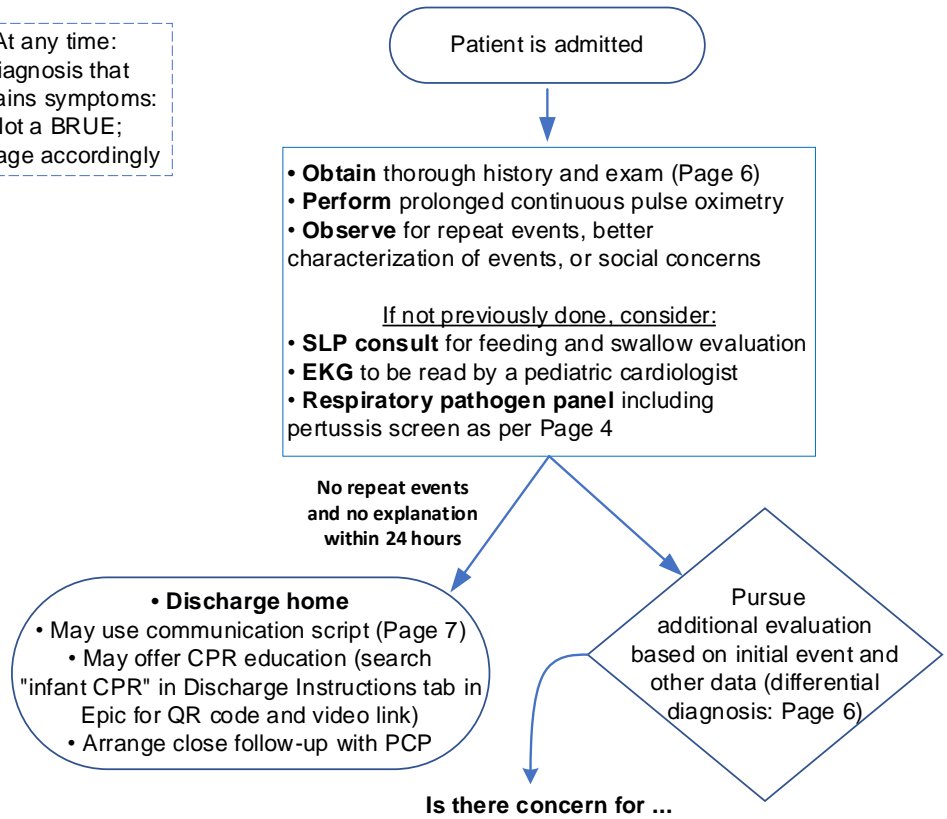 At any time:
that
symptoms:
a BRUE;
accordingly
Patient is admitted
• Obtain thorough history and exam (Page 6)
• Perform prolonged continuous pulse oximetry
• Observe for repeat events, better
characterization of events, or social concerns
If not previously done, consider:
• SLP consult for feeding and swallow evaluation
• EKG to be read by a pediatric cardiologist
• Respiratory pathogen panel including
pertussis screen as per Page 4
No repeat events
and no explanation
within 24 hours
• Discharge home
• May use communication script (Page 7)
• May offer CPR education (search
"infant CPR" in Discharge Instructions tab in
Epic for QR code and video link)
• Arrange close follow-up with PCP
Pursue
additional evaluation
based on initial event and
other data (differential
diagnosis: Page 6)
Is there concern for ...